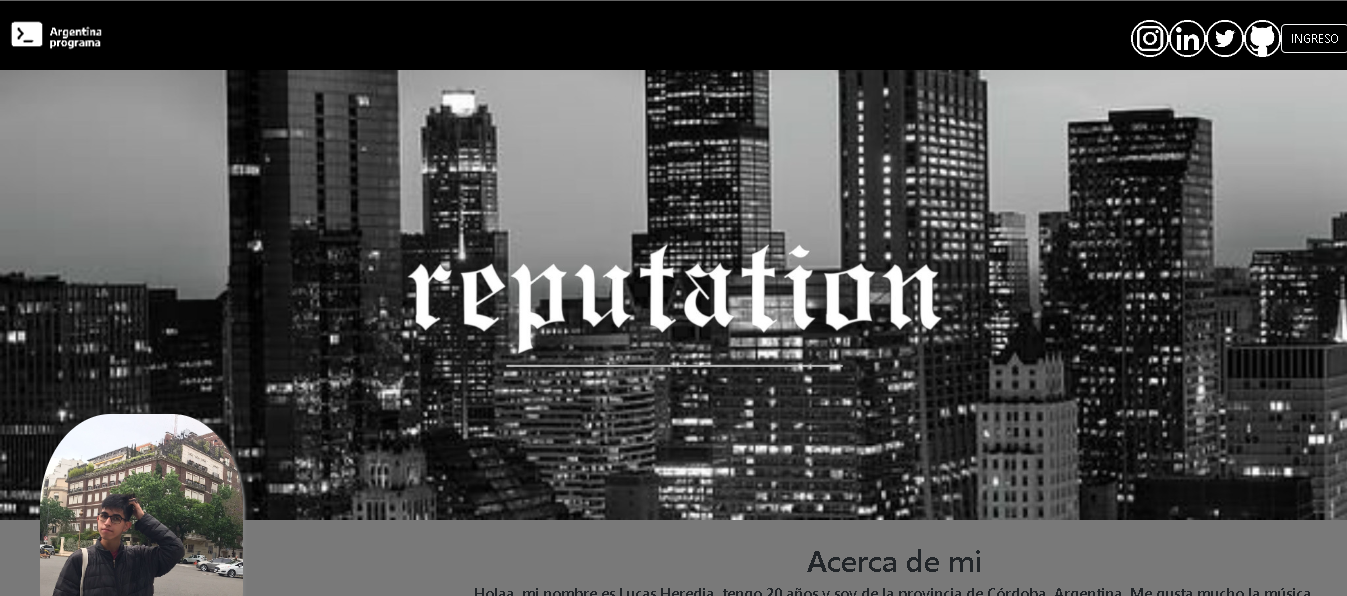 Argentina
programa
INGRESO
reputation
Acerca de mi
Holaa, mi nombre es Lucas Heredia, tengo 20 años y soy de la provincia de Córdoba, Argentina. Me gusta mucho la música